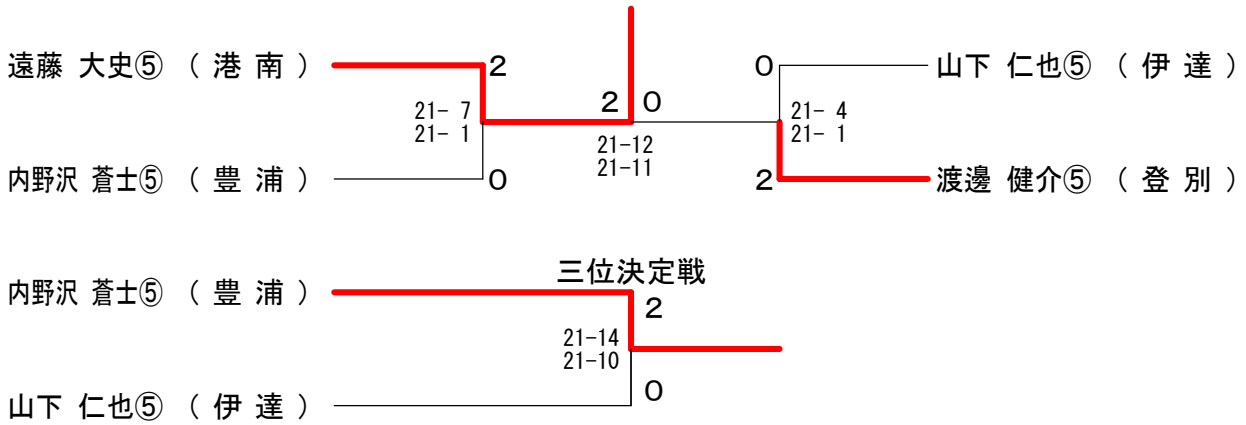 遠藤 大史⑤ （ 港 南 ） 2 0 山下 仁也⑤ （ 伊 達 ）
21- 7 2 0 21- 4
21- 1 21- 1
21-12
21-11
内野沢 蒼士⑤ （ 豊 浦 ） 0 2 渡邊 健介⑤ （ 登 別 ）
三位決定戦
内野沢 蒼士⑤ （ 豊 浦 ） 2
21-14
21-10
山下 仁也⑤ （ 伊 達 ） 0